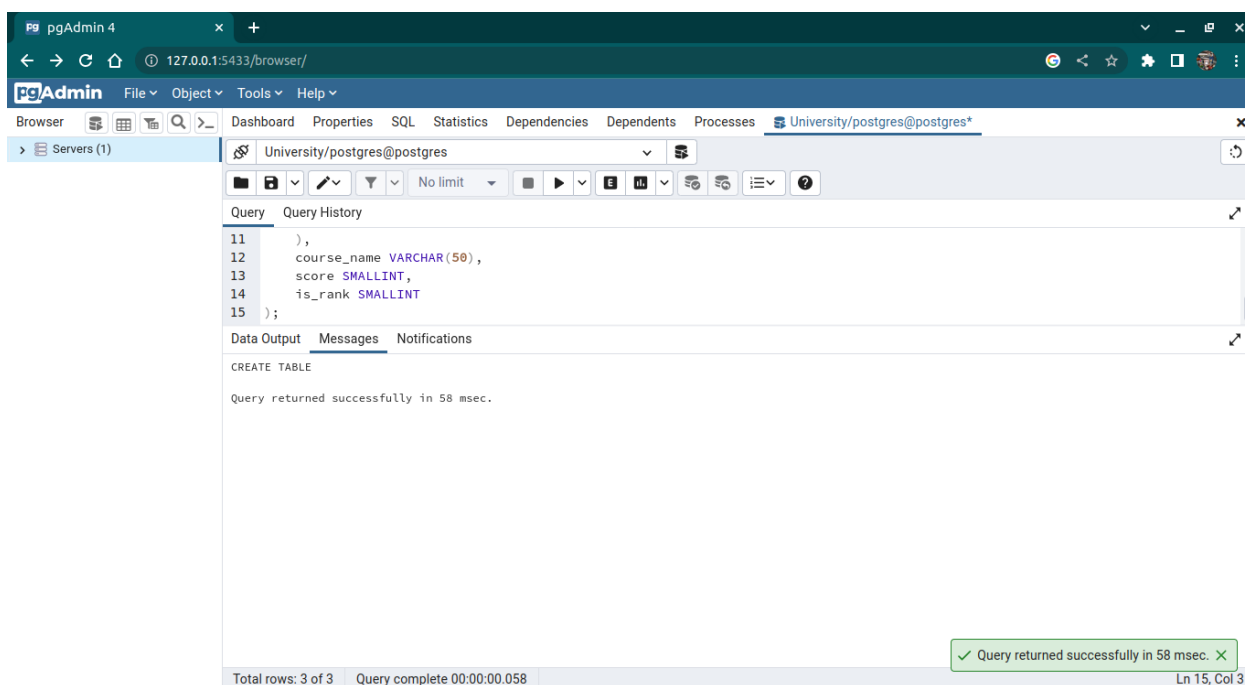 pgAdmin 4
127.0.0.1:5433/browser/
pgAdmin File Object Tools Help
Browser Dashboard Properties SQL Statistics Dependencies Dependents Processes University/postgres@postgres*
Servers (1)
University/postgres@postgres
No limit
Query Query History
11 ),
12 course_name VARCHAR(50),
13 score SMALLINT,
14 is_rank SMALLINT
15 );
Data Output Messages Notifications
CREATE TABLE
Query returned successfully in 58 msec.
Query returned successfully in 58 msec.
Total rows: 3 of 3 Query complete 00:00:00.058 Ln 15, Col 3